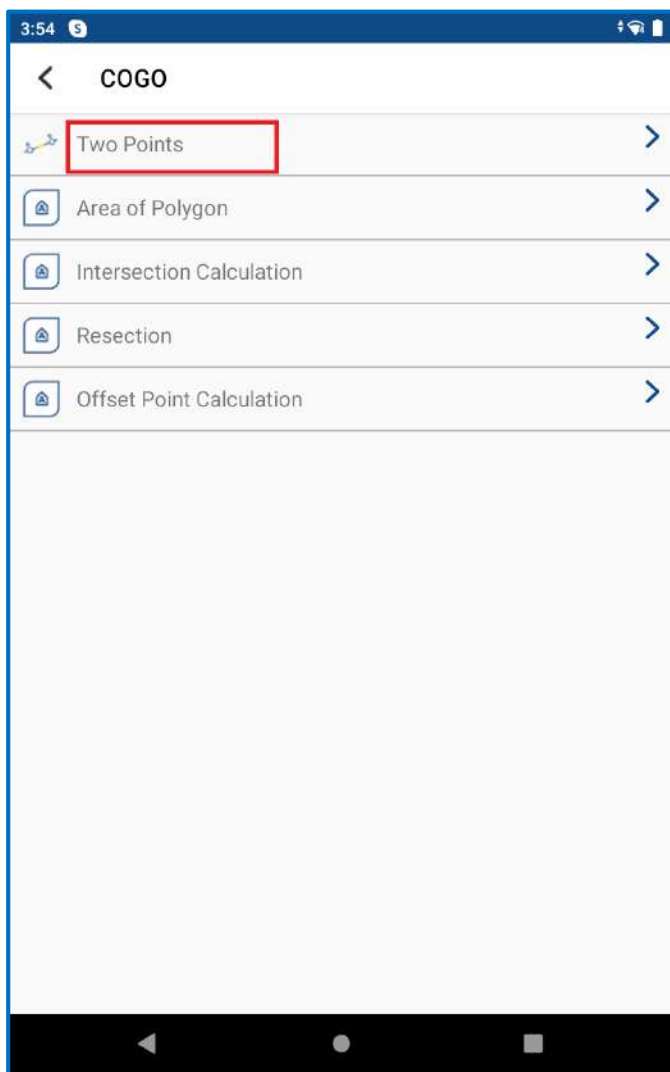 3:54 S
COGO
Two Points
Area of Polygon
Intersection Calculation
Resection
Offset Point Calculation